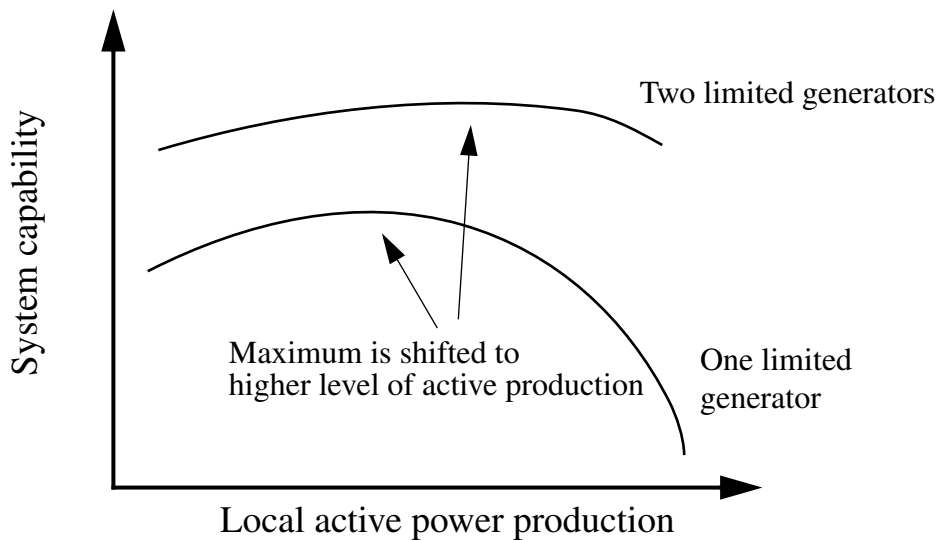 System capability
Two limited generators
Maximum is shifted to
higher level of active production
One limited
generator
Local active power production